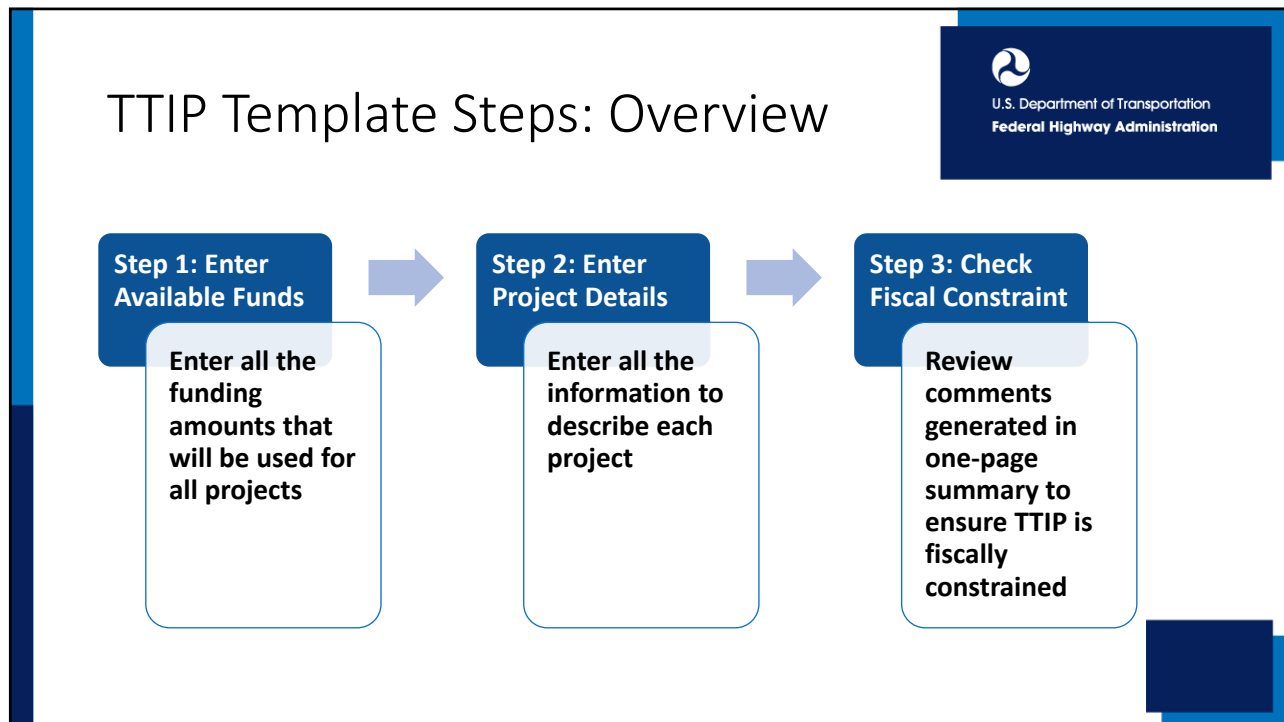 TTIP Template Steps: Overview
U.S. Department of Transportation
Federal Highway Administration
Step 1: Enter
Available Funds
Enter all the
funding
amounts that
will be used for
all projects
Step 2: Enter
Project Details
Enter all the
information to
describe each
project
Step 3: Check
Fiscal Constraint
Review
comments
generated in
one-page
summary to
ensure TTIP is
fiscally
constrained